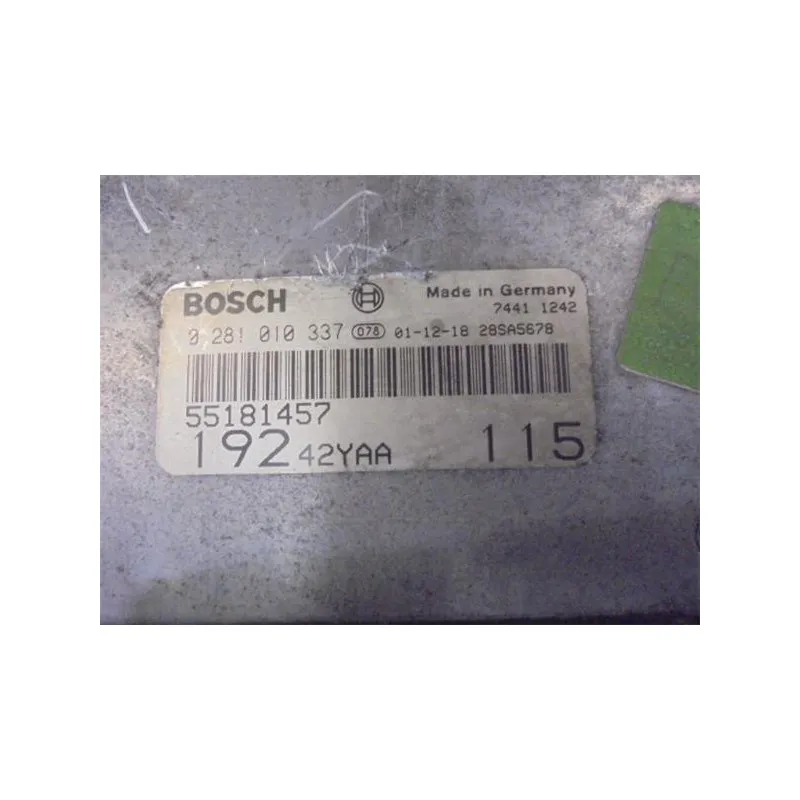 BOSCH Made in Germany
7441 1242
0 281 010 337 078 01-12-18 28SA5678
55181457
192 42YAA 115